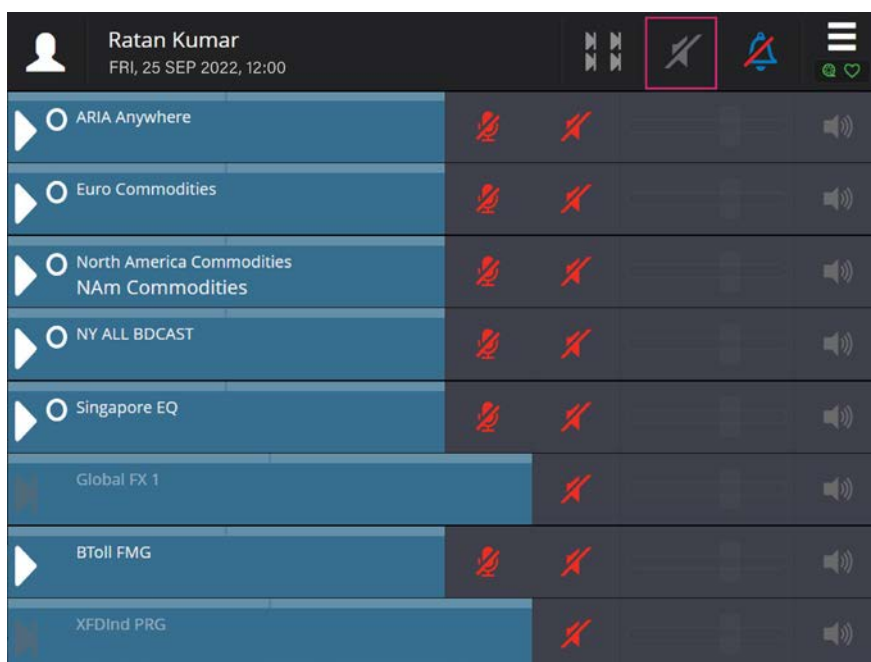 Ratan Kumar
FRI, 25 SEP 2022, 12:00
ARIA Anywhere
Euro Commodities
North America Commodities
NAm Commodities
NY ALL BDCAST
Singapore EQ
Global FX 1
BToll FMG
XFDInd PRG